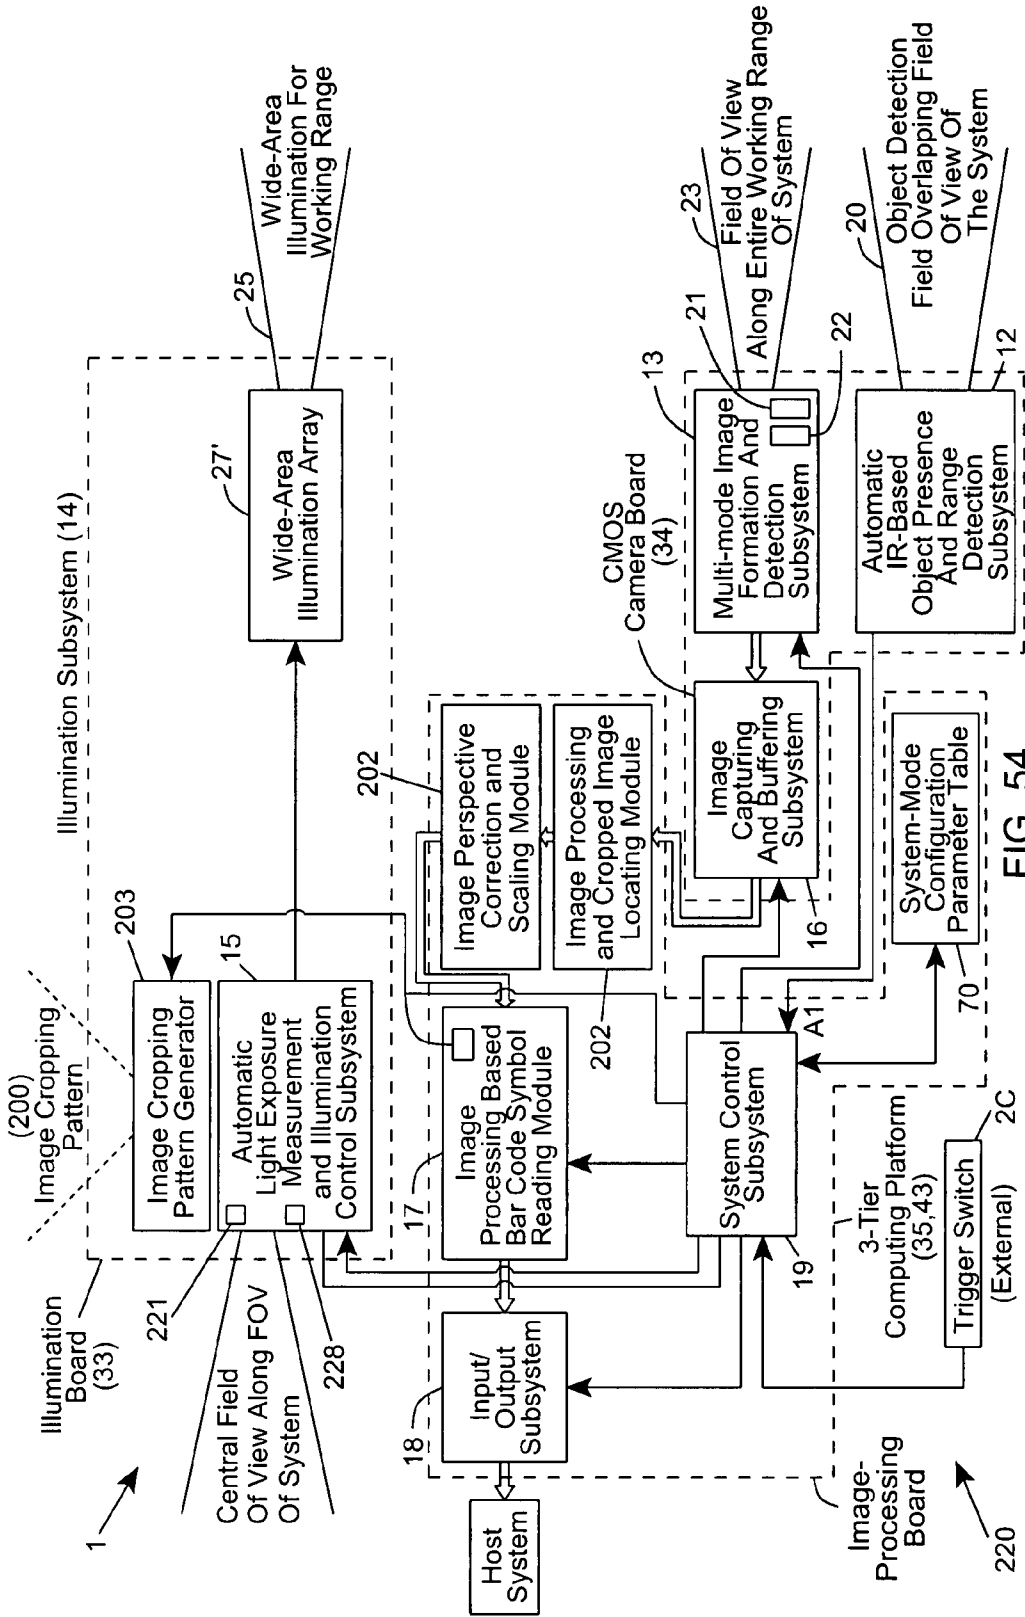 1
Illumination Subsystem (14)
Illumination
Board
(33)
(200)
Image Cropping
Pattern
203
Image Cropping
Pattern Generator
15
Automatic
Light Exposure
Measurement
and Illumination
Control Subsystem
221
228
Central Field
Of View Along FOV
Of System
27'
Wide-Area
Illumination Array
25
Wide-Area
Illumination For
Working Range
202
Image Perspective
Correction and
Scaling Module
Image Processing
and Cropped Image
Locating Module
202
17
Image
Processing Based
Bar Code Symbol
Reading Module
18
Input/
Output
Subsystem
Host
System
CMOS
Camera Board
(34)
13
Multi-mode Image
Formation And
Detection
Subsystem
21
22
23
Field Of View
Along Entire Working Range
Of System
Image
Capturing
And Buffering
Subsystem
16
20
Object Detection
Field Overlapping Field
Of View Of
The System
12
Automatic
IR-Based
Object Presence
And Range
Detection
Subsystem
System Control
Subsystem
A1
19
System-Mode
Configuration
Parameter Table
70
3-Tier
Computing Platform
(35,43)
2C
Trigger Switch
(External)
Image-
Processing
Board
220
FIG. 54